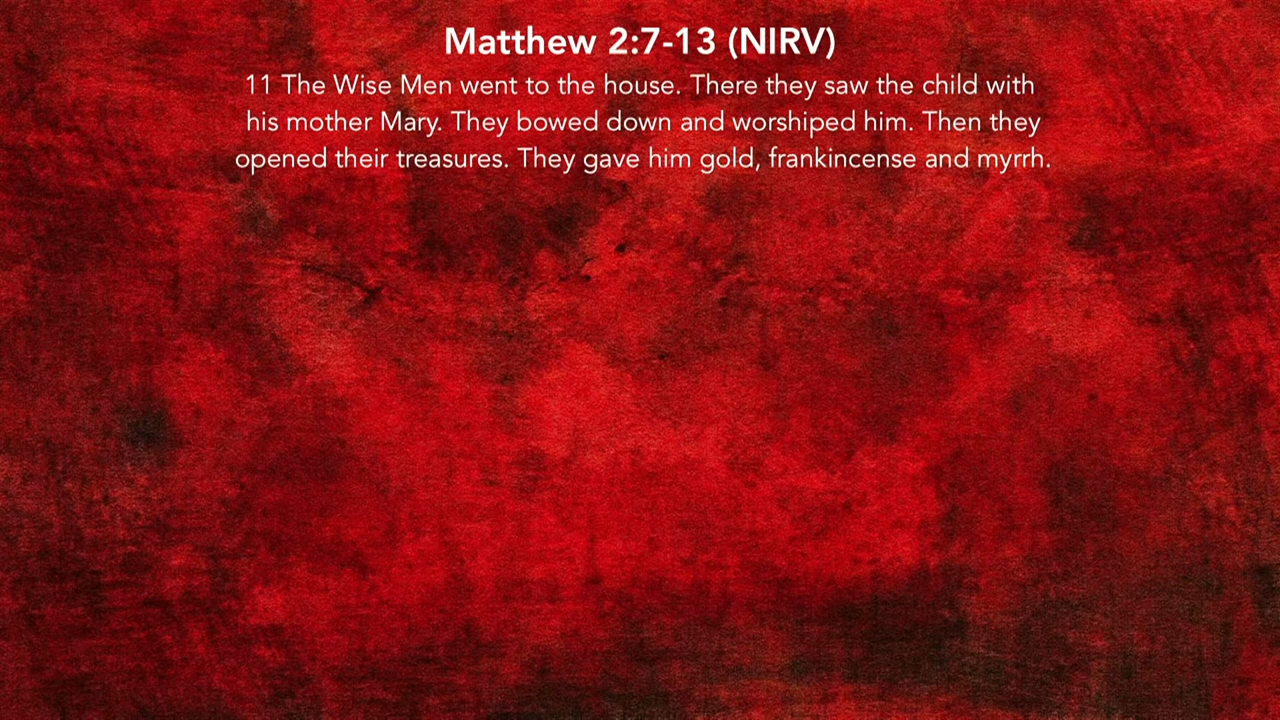 Matthew 2:7-13 (NIRV)
11 The Wise Men went to the house. There they saw the child with
his mother Mary. They bowed down and worshiped him. Then they
opened their treasures. They gave him gold, frankincense and myrrh.